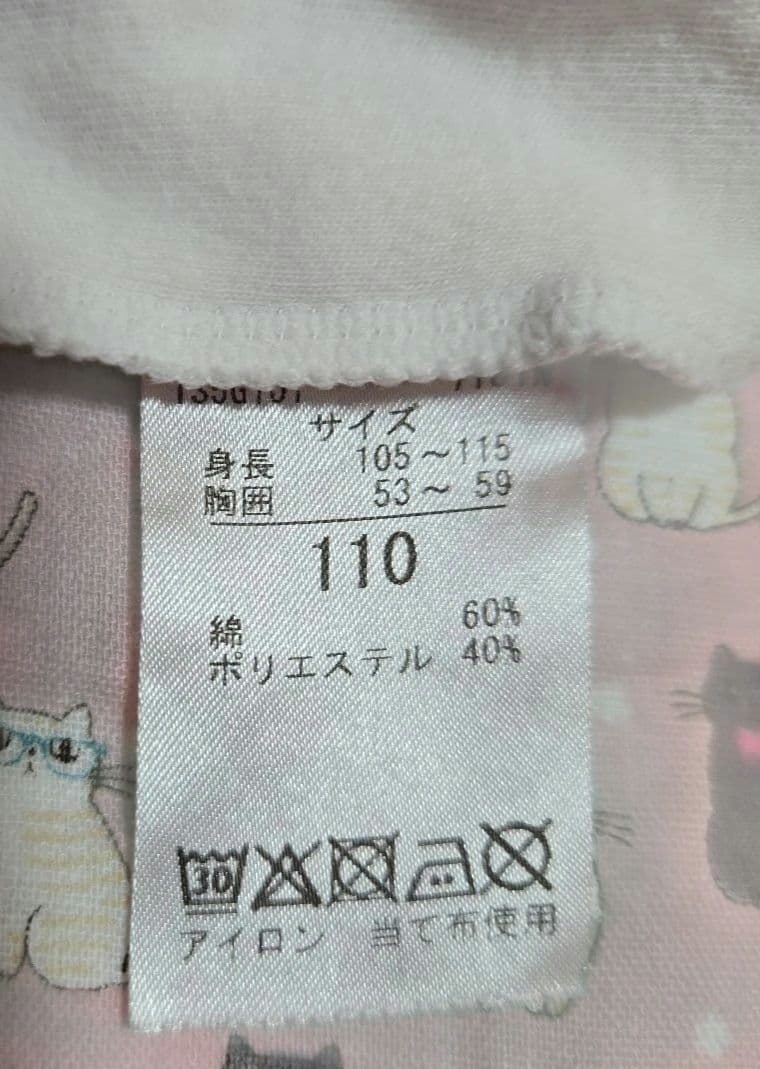 サイズ
身長 105～115
胸囲 53～ 59
110
綿 60%
ポリエステル 40%
30
アイロン 当て布使用